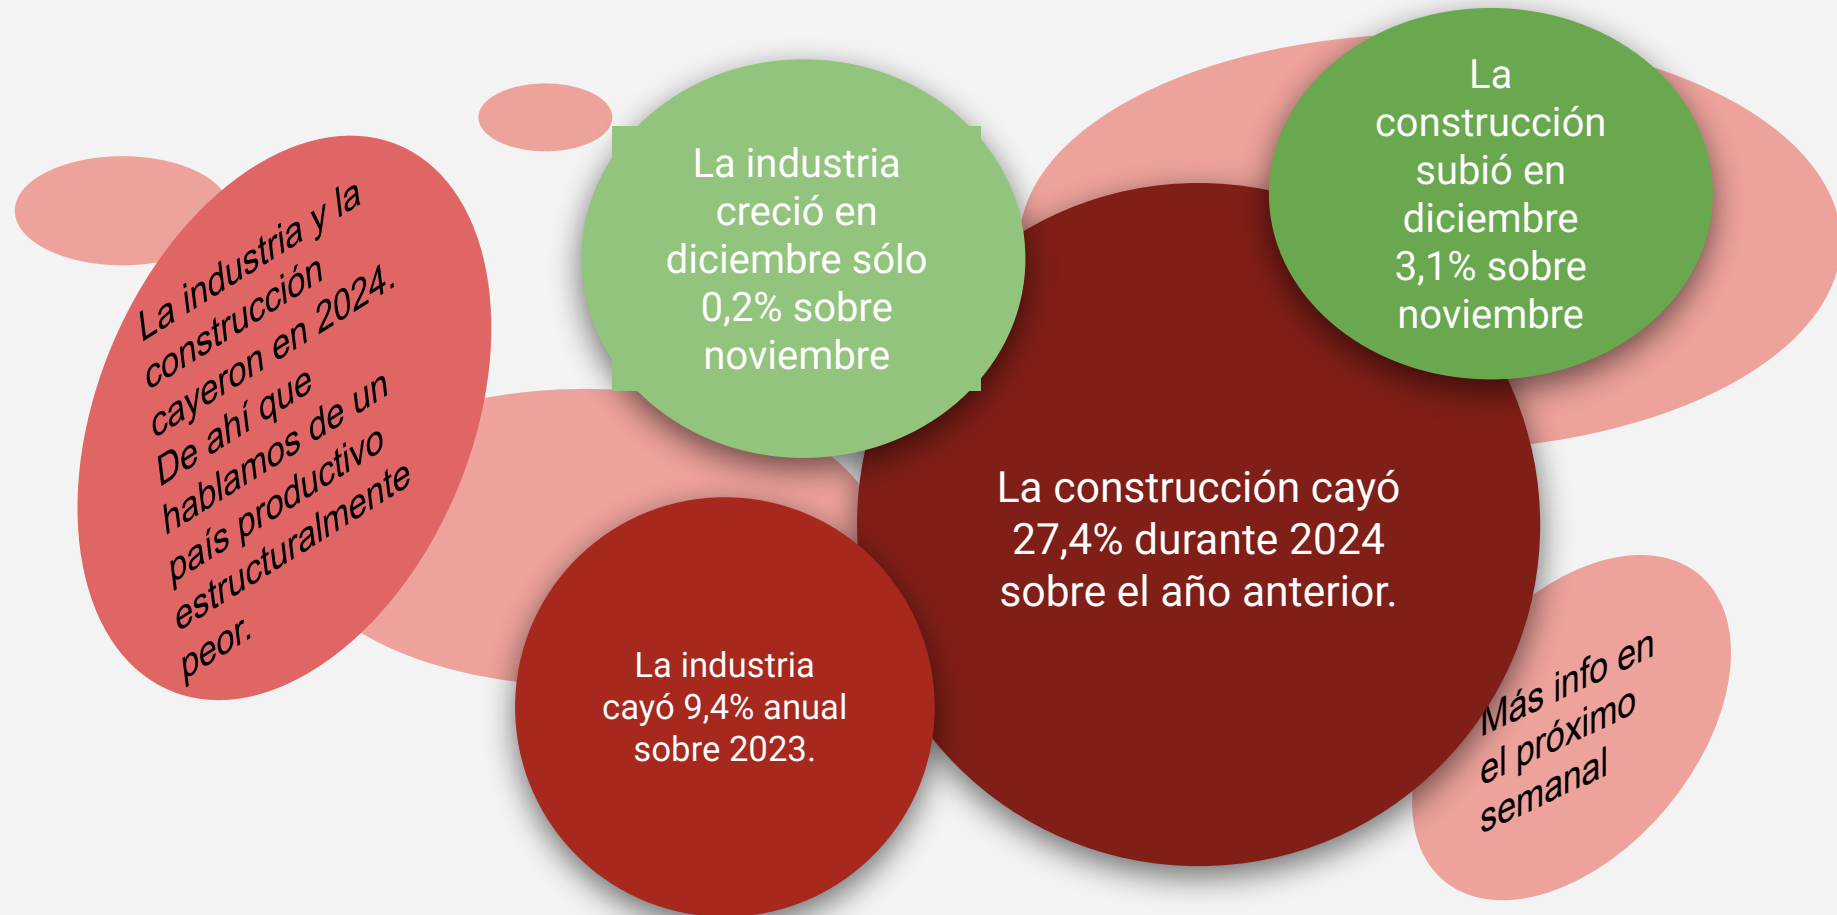 La industria y la
construcción
cayeron en 2024.
De ahí que
hablamos de un
país productivo
estructuralmente
peor.
La industria
creció en
diciembre sólo
0,2% sobre
noviembre
La
construcción
subió en
diciembre
3,1% sobre
noviembre
La construcción cayó
27,4% durante 2024
sobre el año anterior.
La industria
cayó 9,4% anual
sobre 2023.
Más info en
el próximo
semanal